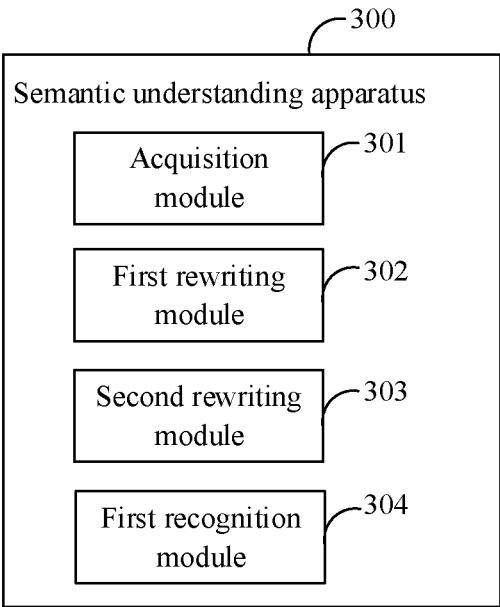 300
Semantic understanding apparatus
Acquisition
module
301
First rewriting
module
302
Second rewriting
module
303
First recognition
module
304